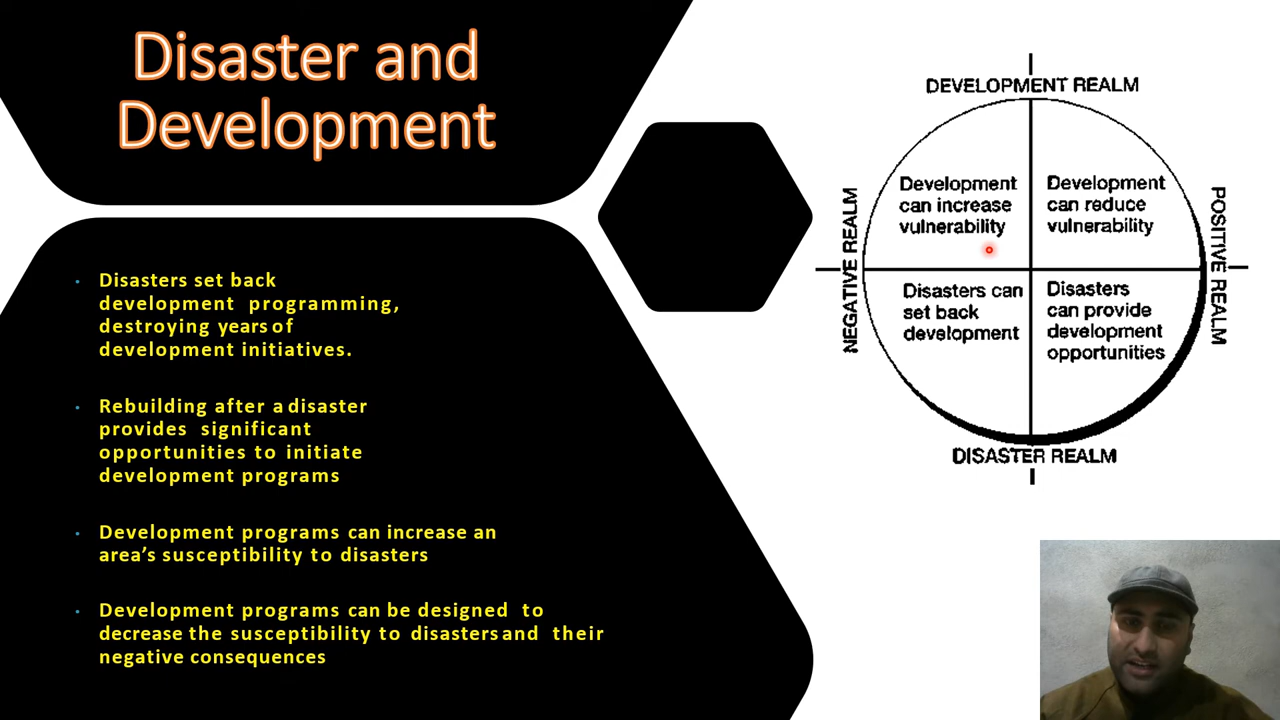 Disaster and
Development
• Disasters set back
development programming,
destroying years of
development initiatives.
• Rebuilding after a disaster
provides significant
opportunities to initiate
development programs
• Development programs can increase an
area’s susceptibility to disasters
• Development programs can be designed to
decrease the susceptibility to disasters and their
negative consequences
DEVELOPMENT REALM
NEGATIVE REALM
Development
can increase
vulnerability
Development
can reduce
vulnerability
POSITIVE REALM
Disasters can
set back
development
Disasters
can provide
development
opportunities
DISASTER REALM